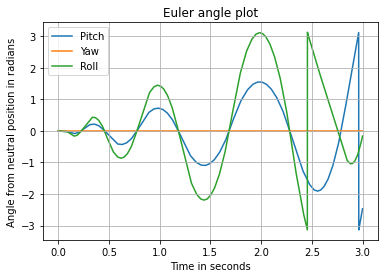 Euler angle plot
Pitch
Yaw
Roll
Angle from neutral position in radians
3
2
1
0
−1
−2
−3
0.0 0.5 1.0 1.5 2.0 2.5 3.0
Time in seconds